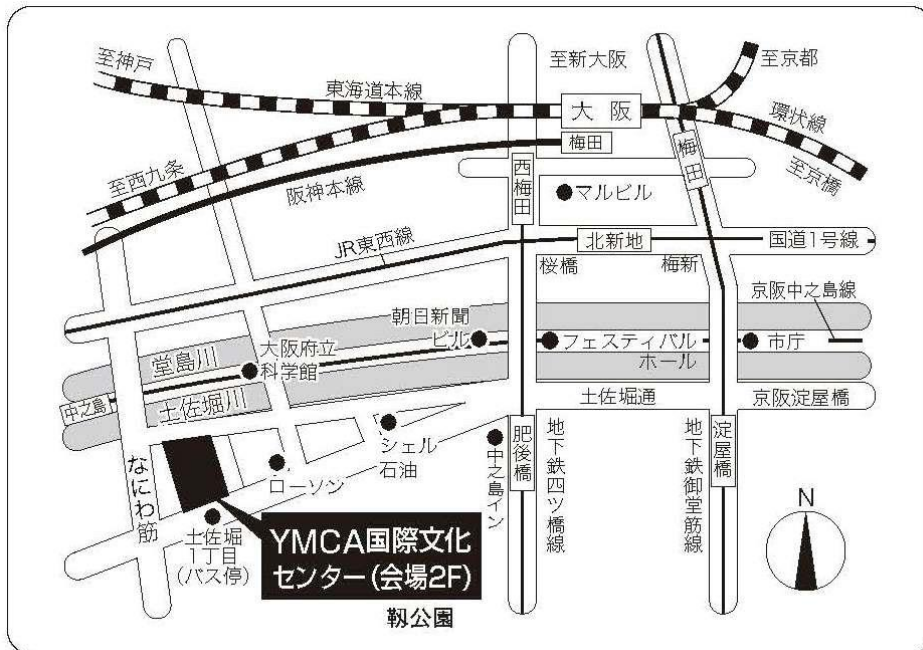 至神戸
東海道本線
至新大阪
至京都
大阪
環状線
至京橋
梅田
梅田
西梅田
至西九条
阪神本線
マルビル
JR東西線
北新地
国道1号線
桜橋
梅新
京阪中之島線
朝日新聞
ビル
フェスティバル
ホール
市庁
堂島川
大阪府立
科学館
中之島
土佐堀川
土佐堀通
京阪淀屋橋
シェル
石油
肥後橋
淀屋橋
中之島イン
地下鉄四ツ橋線
地下鉄御堂筋線
なにわ筋
ローソン
土佐堀
1丁目
(バス停)
YMCA国際文化
センター(会場2F)
靱公園
N